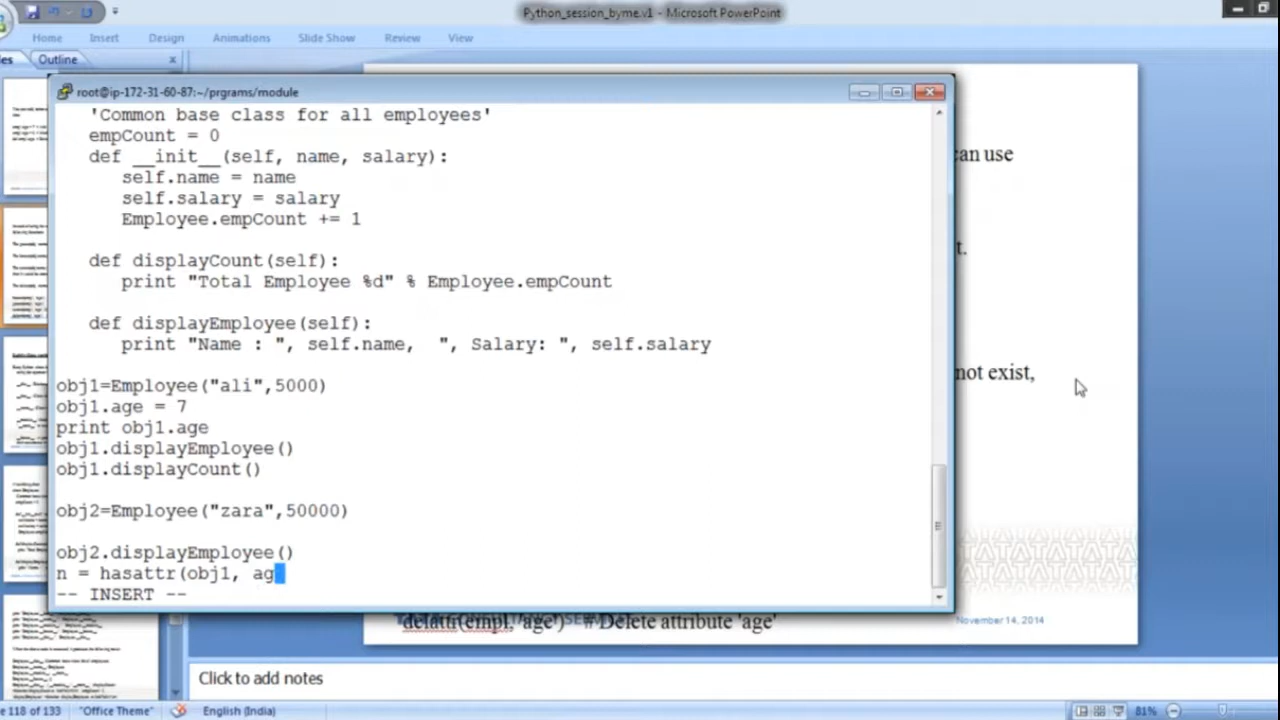 Python_session_byme.v1 - Microsoft PowerPoint
Home Insert Design Animations Slide Show Review View
Outline
root@ip-172-31-60-87:~/prgrams/module
'Common base class for all employees'
empCount = 0
def __init__(self, name, salary):
self.name = name
self.salary = salary
Employee.empCount += 1
def displayCount(self):
print "Total Employee %d" % Employee.empCount
def displayEmployee(self):
print "Name : ", self.name,  ", Salary: ", self.salary
obj1=Employee("ali",5000)
obj1.age = 7
print obj1.age
obj1.displayEmployee()
obj1.displayCount()
obj2=Employee("zara",50000)
obj2.displayEmployee()
n = hasattr(obj1, ag
-- INSERT --
can use
t.
not exist,
delattr(empl, 'age') Delete attribute 'age'
November 14, 2014
Click to add notes
118 of 133 "Office Theme" English (India) 81%